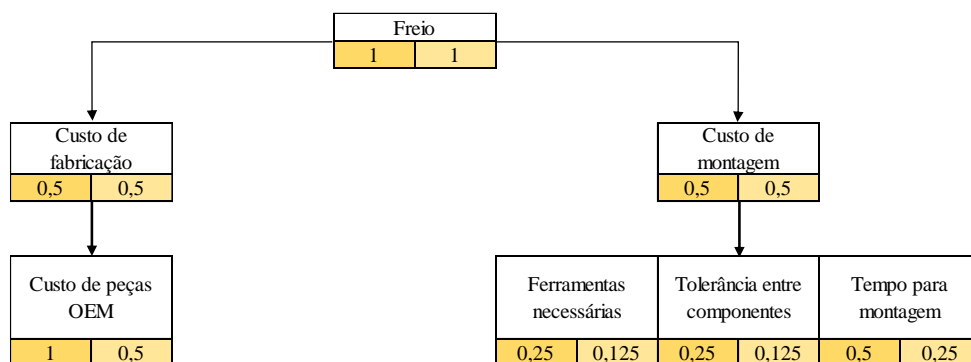 Freio
1 1
Custo de
fabricação
0,5 0,5
Custo de
montagem
0,5 0,5
Custo de peças
OEM
1 0,5
Ferramentas
necessárias
0,25 0,125
Tolerância entre
componentes
0,25 0,125
Tempo para
montagem
0,5 0,25